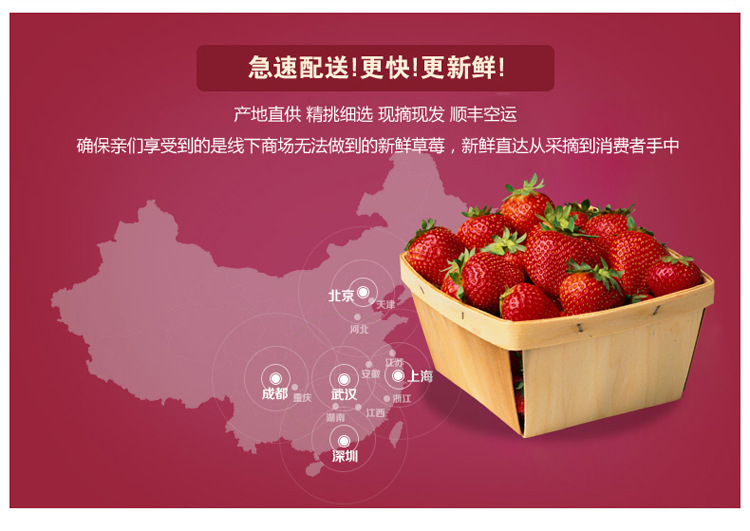 急速配送!更快!更新鲜!
产地直供 精挑细选 现摘现发 顺丰空运
确保亲们享受到的是线下商场无法做到的新鲜草莓，新鲜直达从采摘到消费者手中
北京
天津
河北
江苏
安徽
上海
成都
重庆
武汉
浙江
湖南
江西
深圳